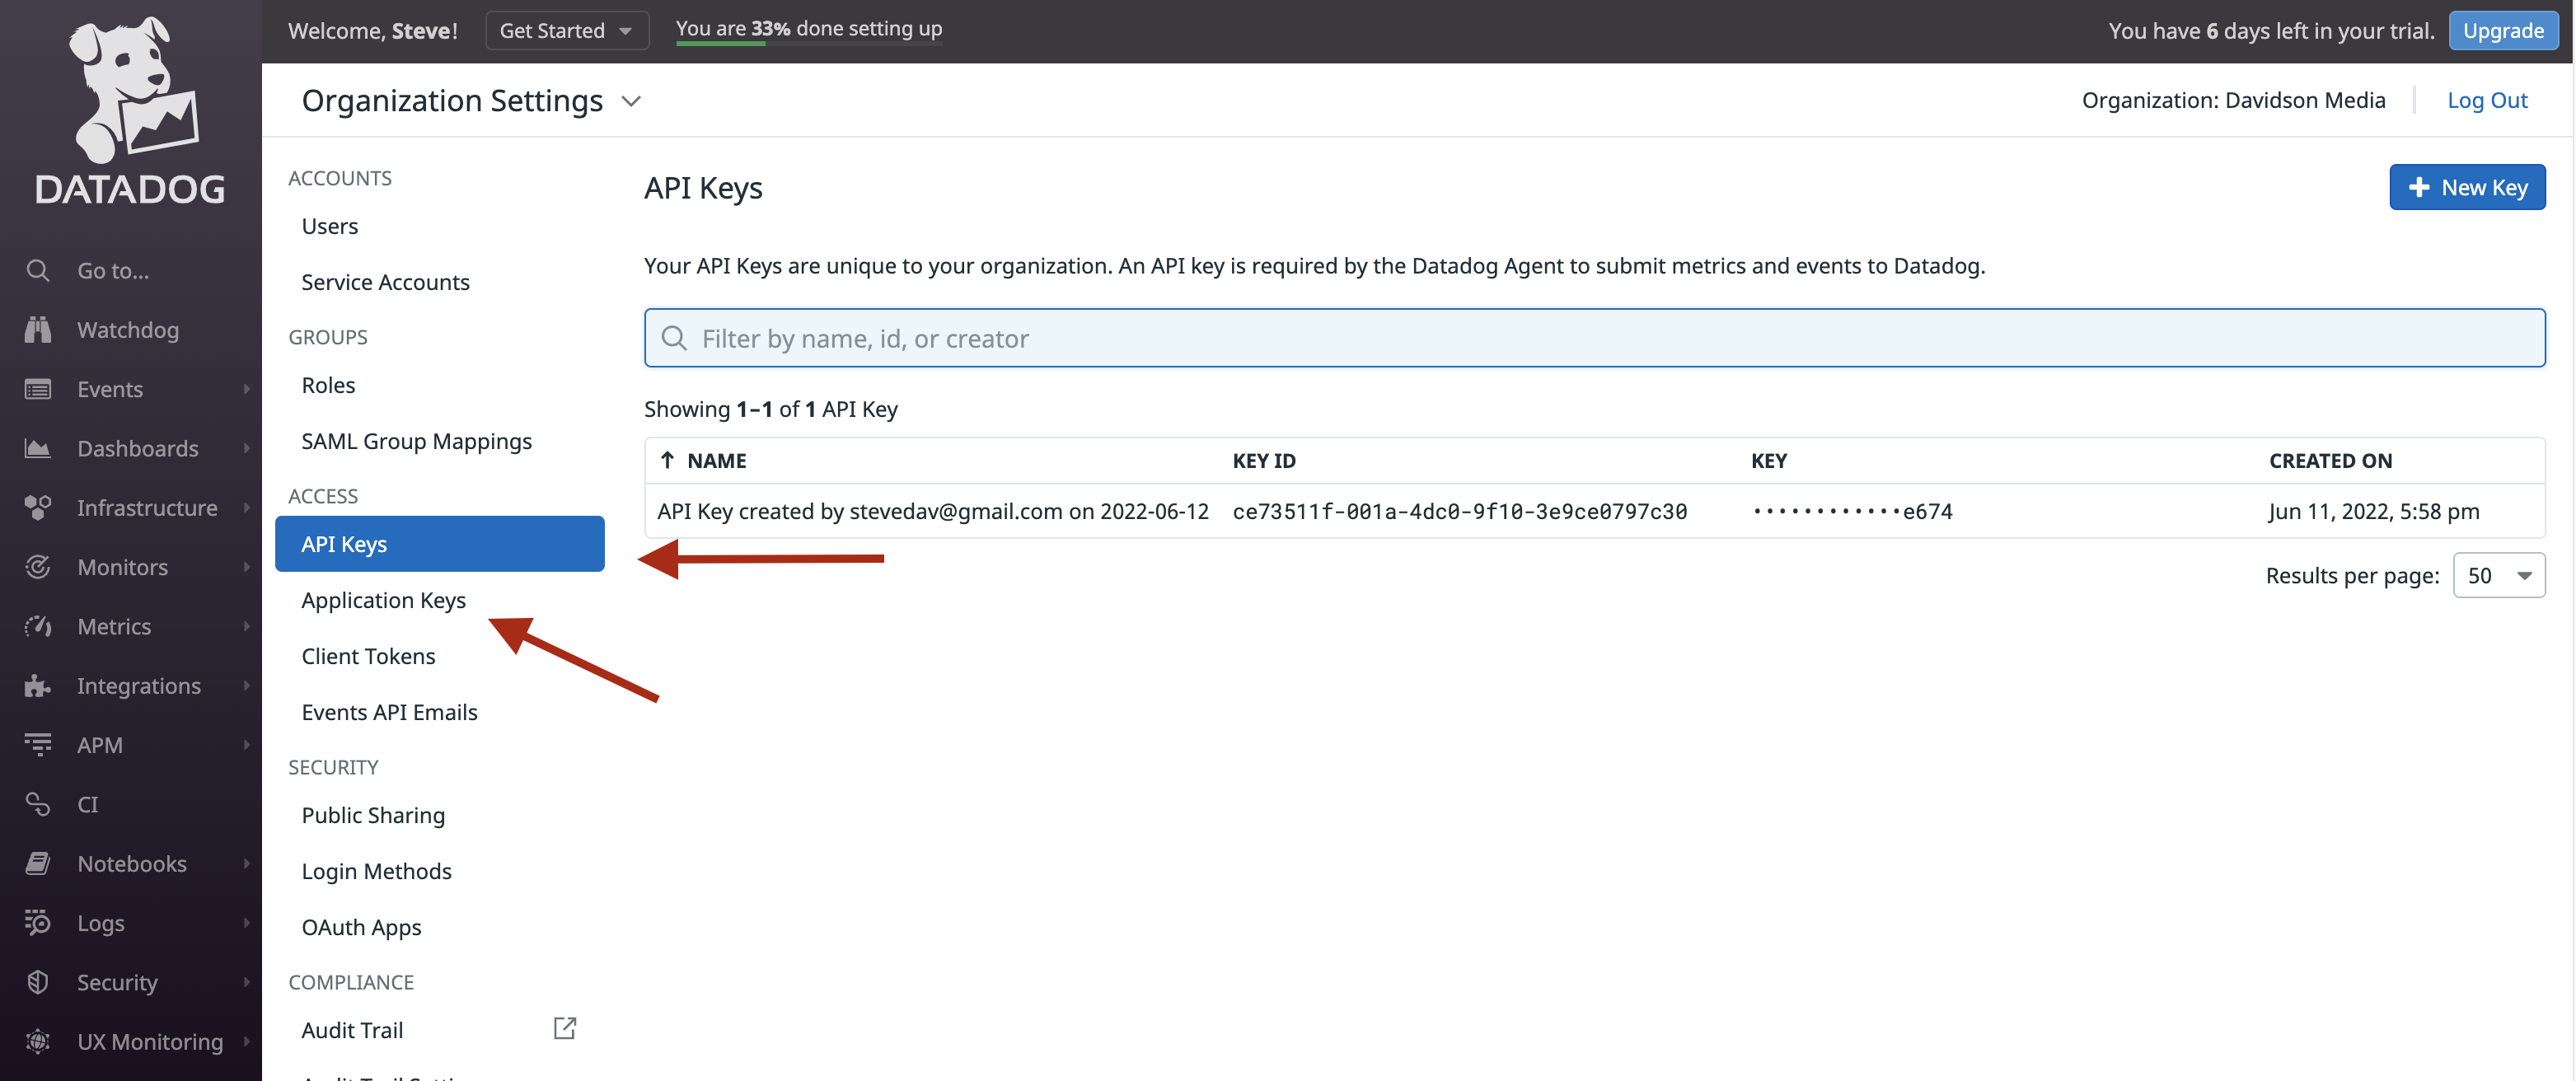 Welcome, Steve!
Get Started
You are 33% done setting up
You have 6 days left in your trial.
Upgrade
DATADOG
Go to...
Watchdog
Events
Dashboards
Infrastructure
Monitors
Metrics
Integrations
APM
CI
Notebooks
Logs
Security
UX Monitoring
Organization Settings
Organization: Davidson Media
Log Out
ACCOUNTS
Users
Service Accounts
GROUPS
Roles
SAML Group Mappings
ACCESS
API Keys
Application Keys
Client Tokens
Events API Emails
SECURITY
Public Sharing
Login Methods
OAuth Apps
COMPLIANCE
Audit Trail
API Keys
New Key
Your API Keys are unique to your organization. An API key is required by the Datadog Agent to submit metrics and events to Datadog.
Filter by name, id, or creator
Showing 1–1 of 1 API Key
NAME KEY ID KEY CREATED ON
API Key created by stevedav@gmail.com on 2022-06-12 ce73511f-001a-4dc0-9f10-3e9ce0797c30 ••••••••••••e674 Jun 11, 2022, 5:58 pm
Results per page: 50